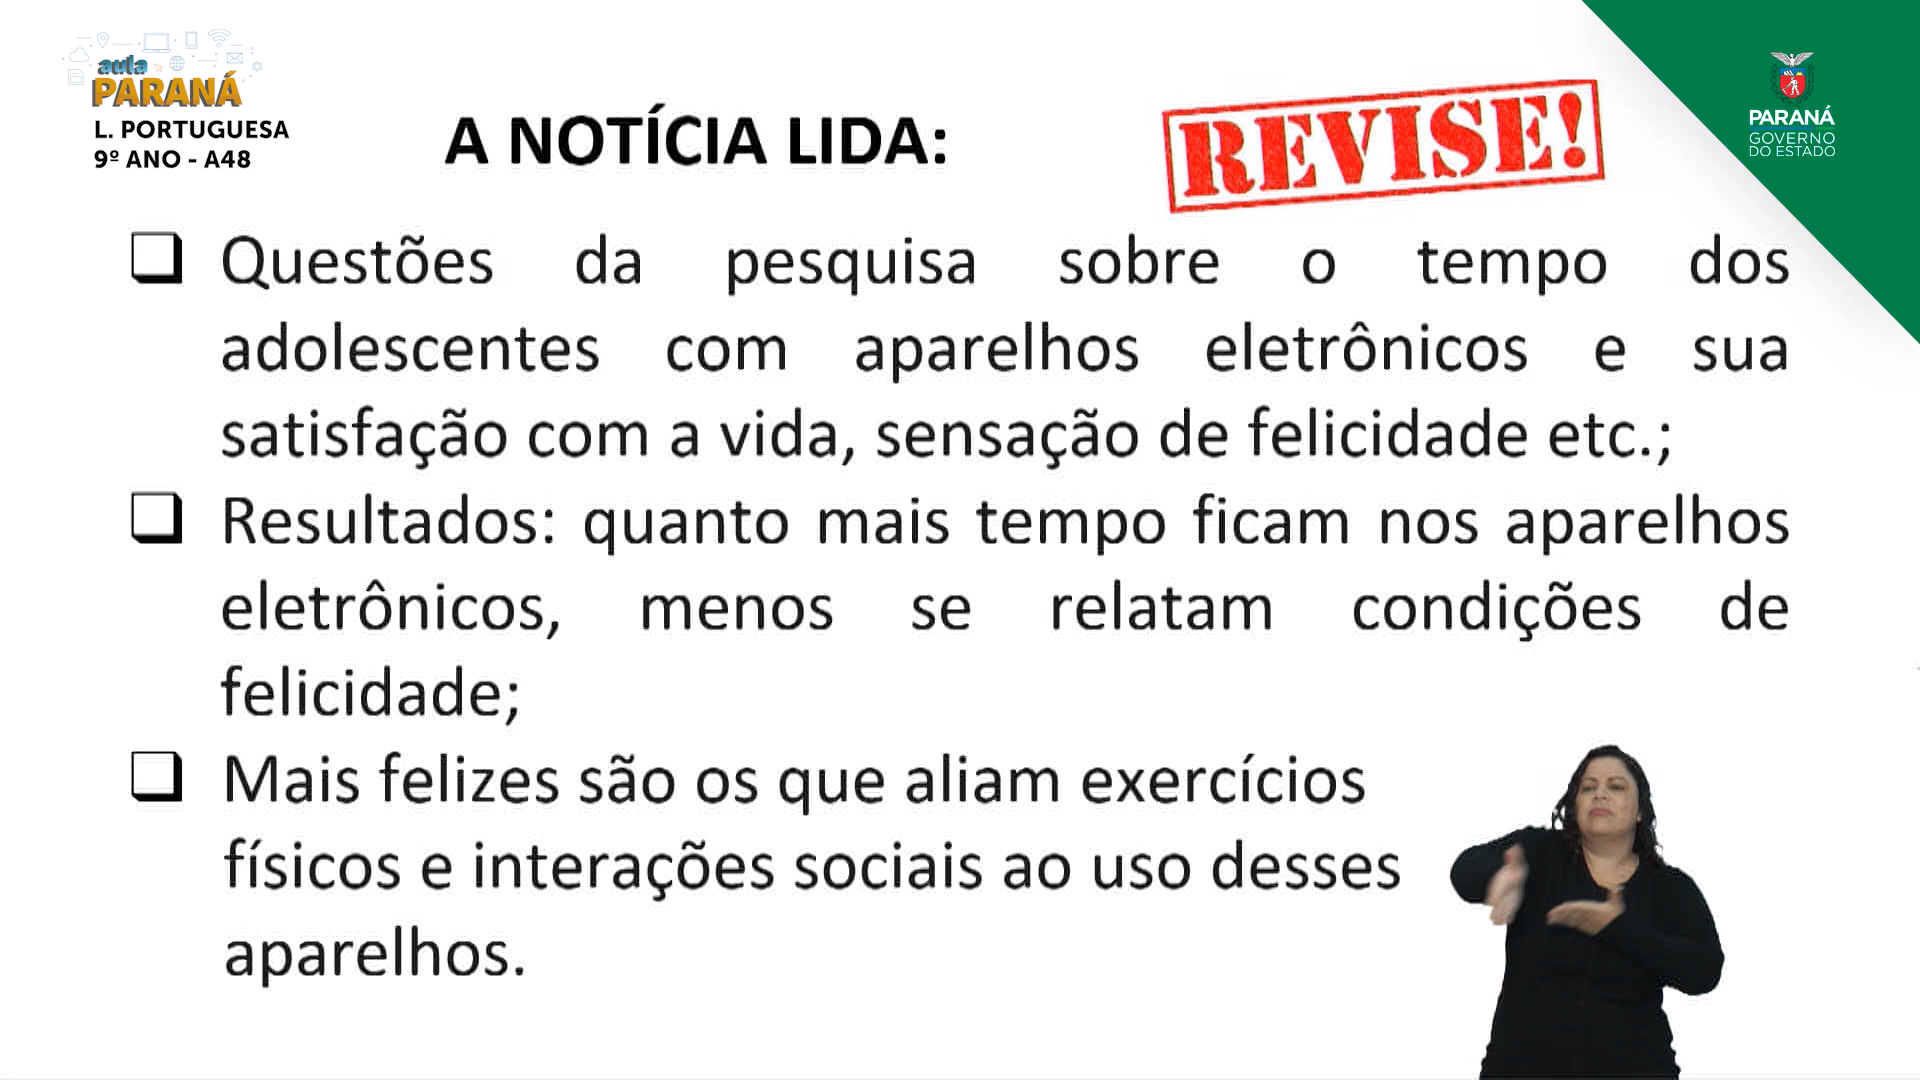 aula
PARANÁ
L. PORTUGUESA
9º ANO - A48
A NOTÍCIA LIDA:
REVISE!
PARANÁ
GOVERNO
DO ESTADO
Questões da pesquisa sobre o tempo dos
adolescentes com aparelhos eletrônicos e sua
satisfação com a vida, sensação de felicidade etc.;
Resultados: quanto mais tempo ficam nos aparelhos
eletrônicos, menos se relatam condições de
felicidade;
Mais felizes são os que aliam exercícios
físicos e interações sociais ao uso desses
aparelhos.